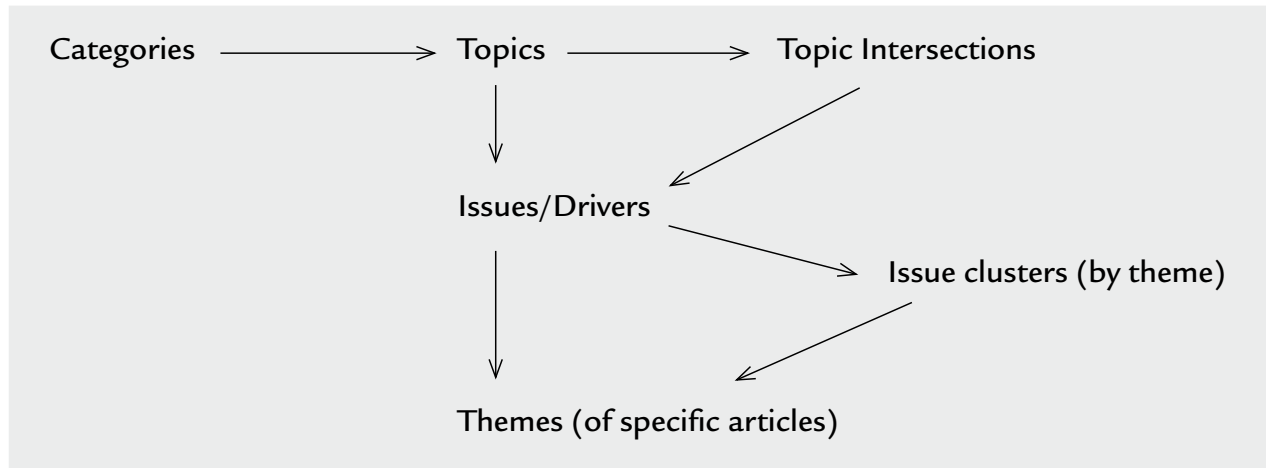 Categories
Topics
Topic Intersections
Issues/Drivers
Issue clusters (by theme)
Themes (of specific articles)